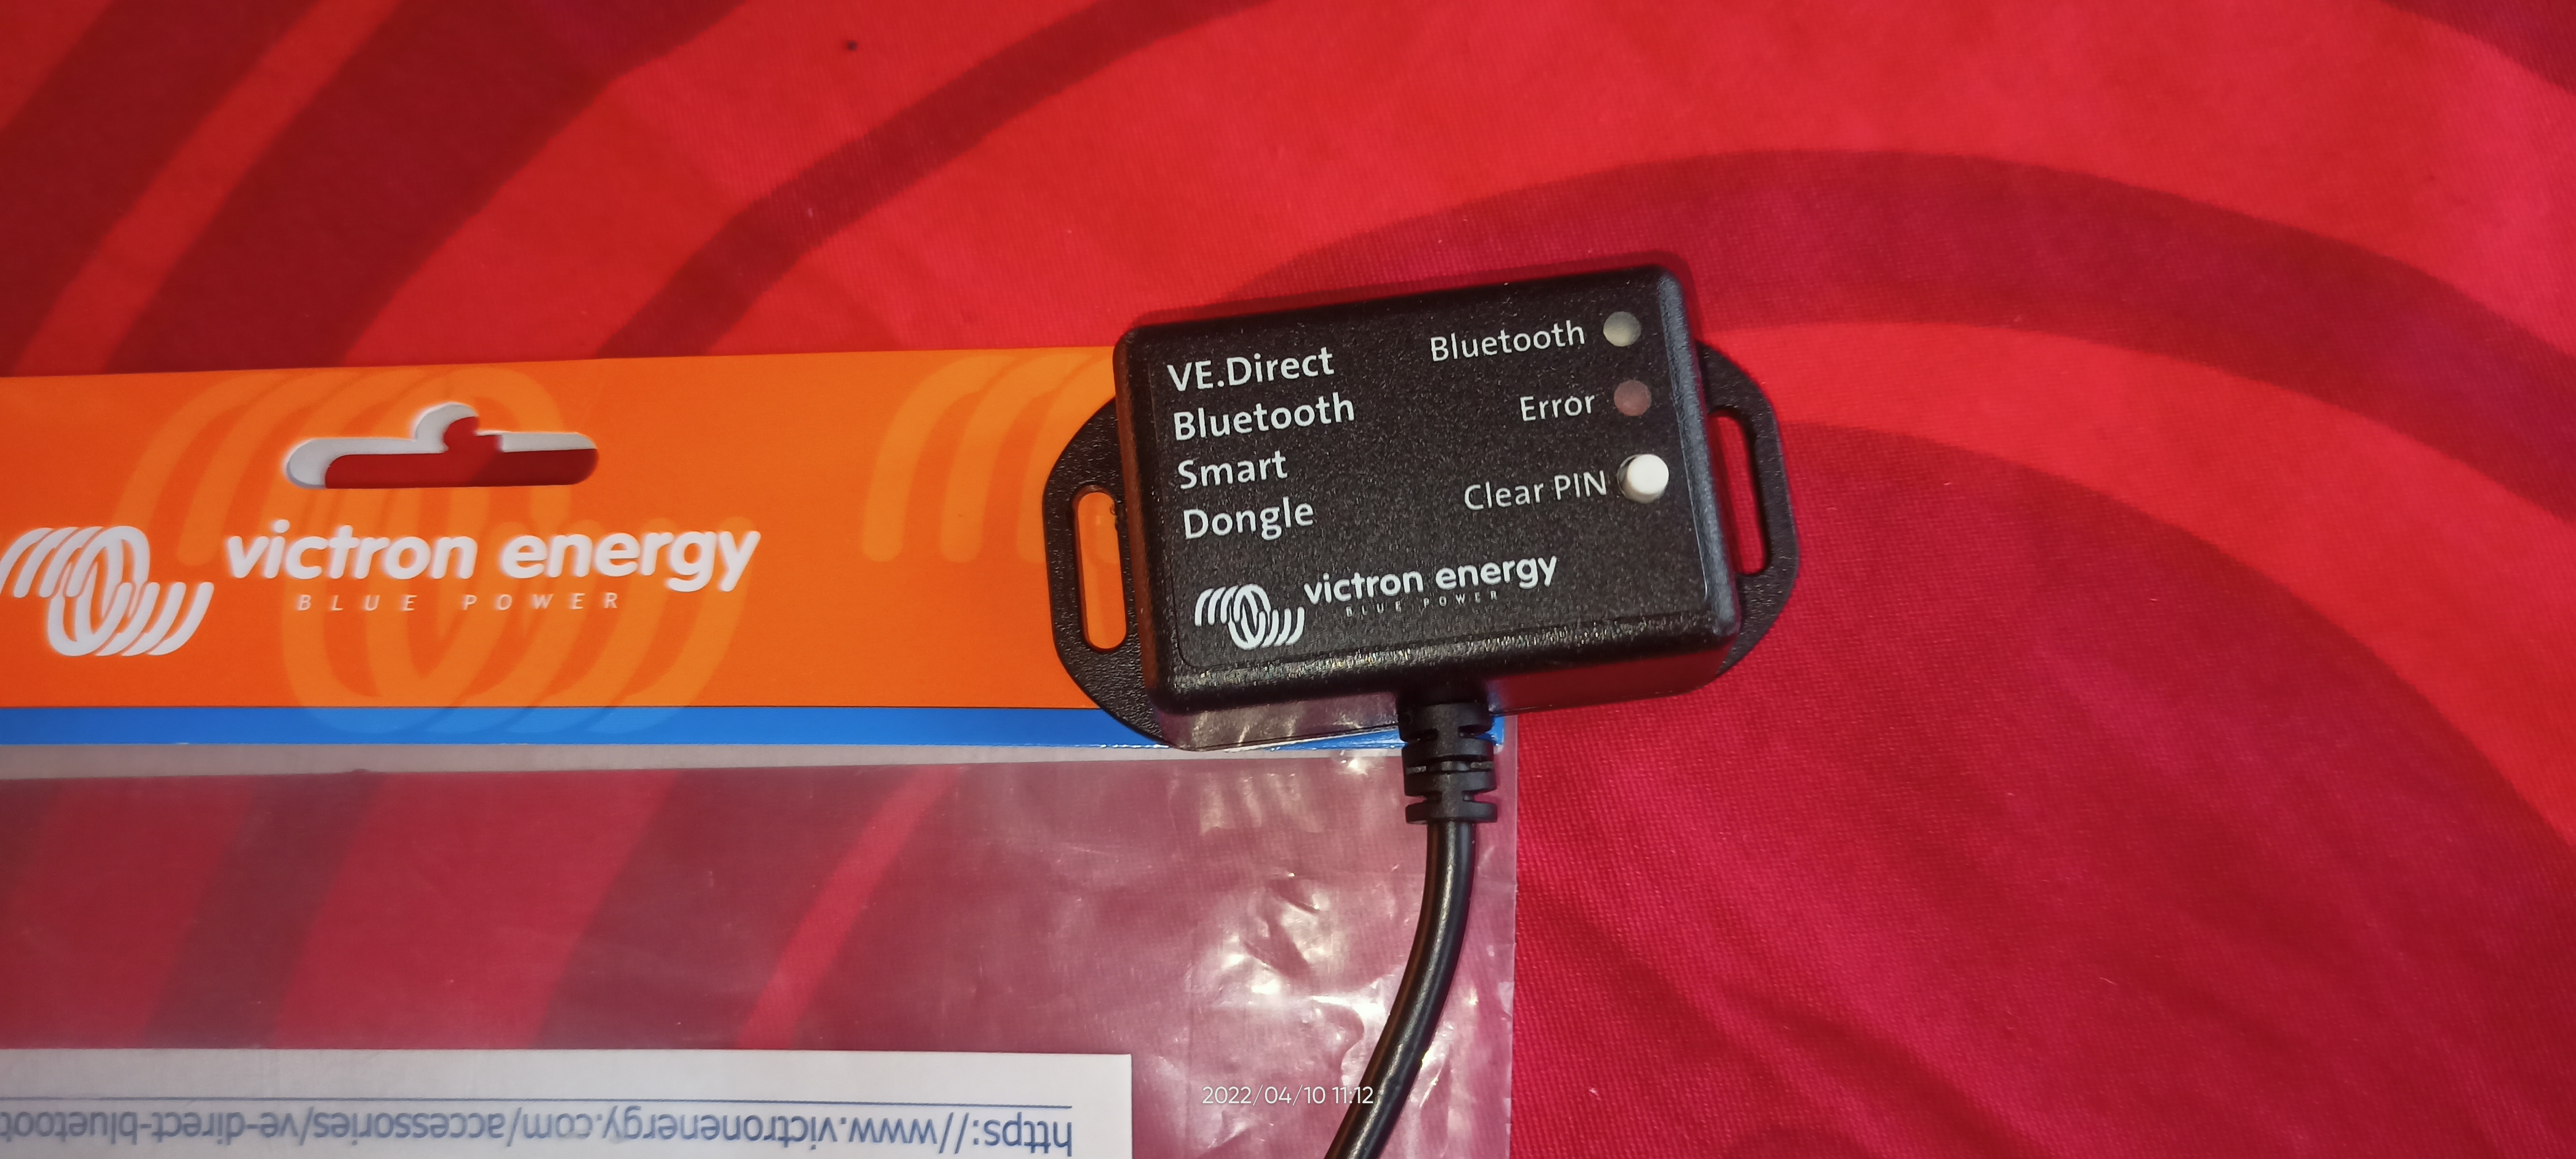 victron energy
BLUE POWER
VE.Direct
Bluetooth
Smart
Dongle
Bluetooth
Error
Clear PIN
victron energy
BLUE POWER
2022/04/10 11:12
https://www.victronenergy.com/accessories/ve-direct-bluetoot